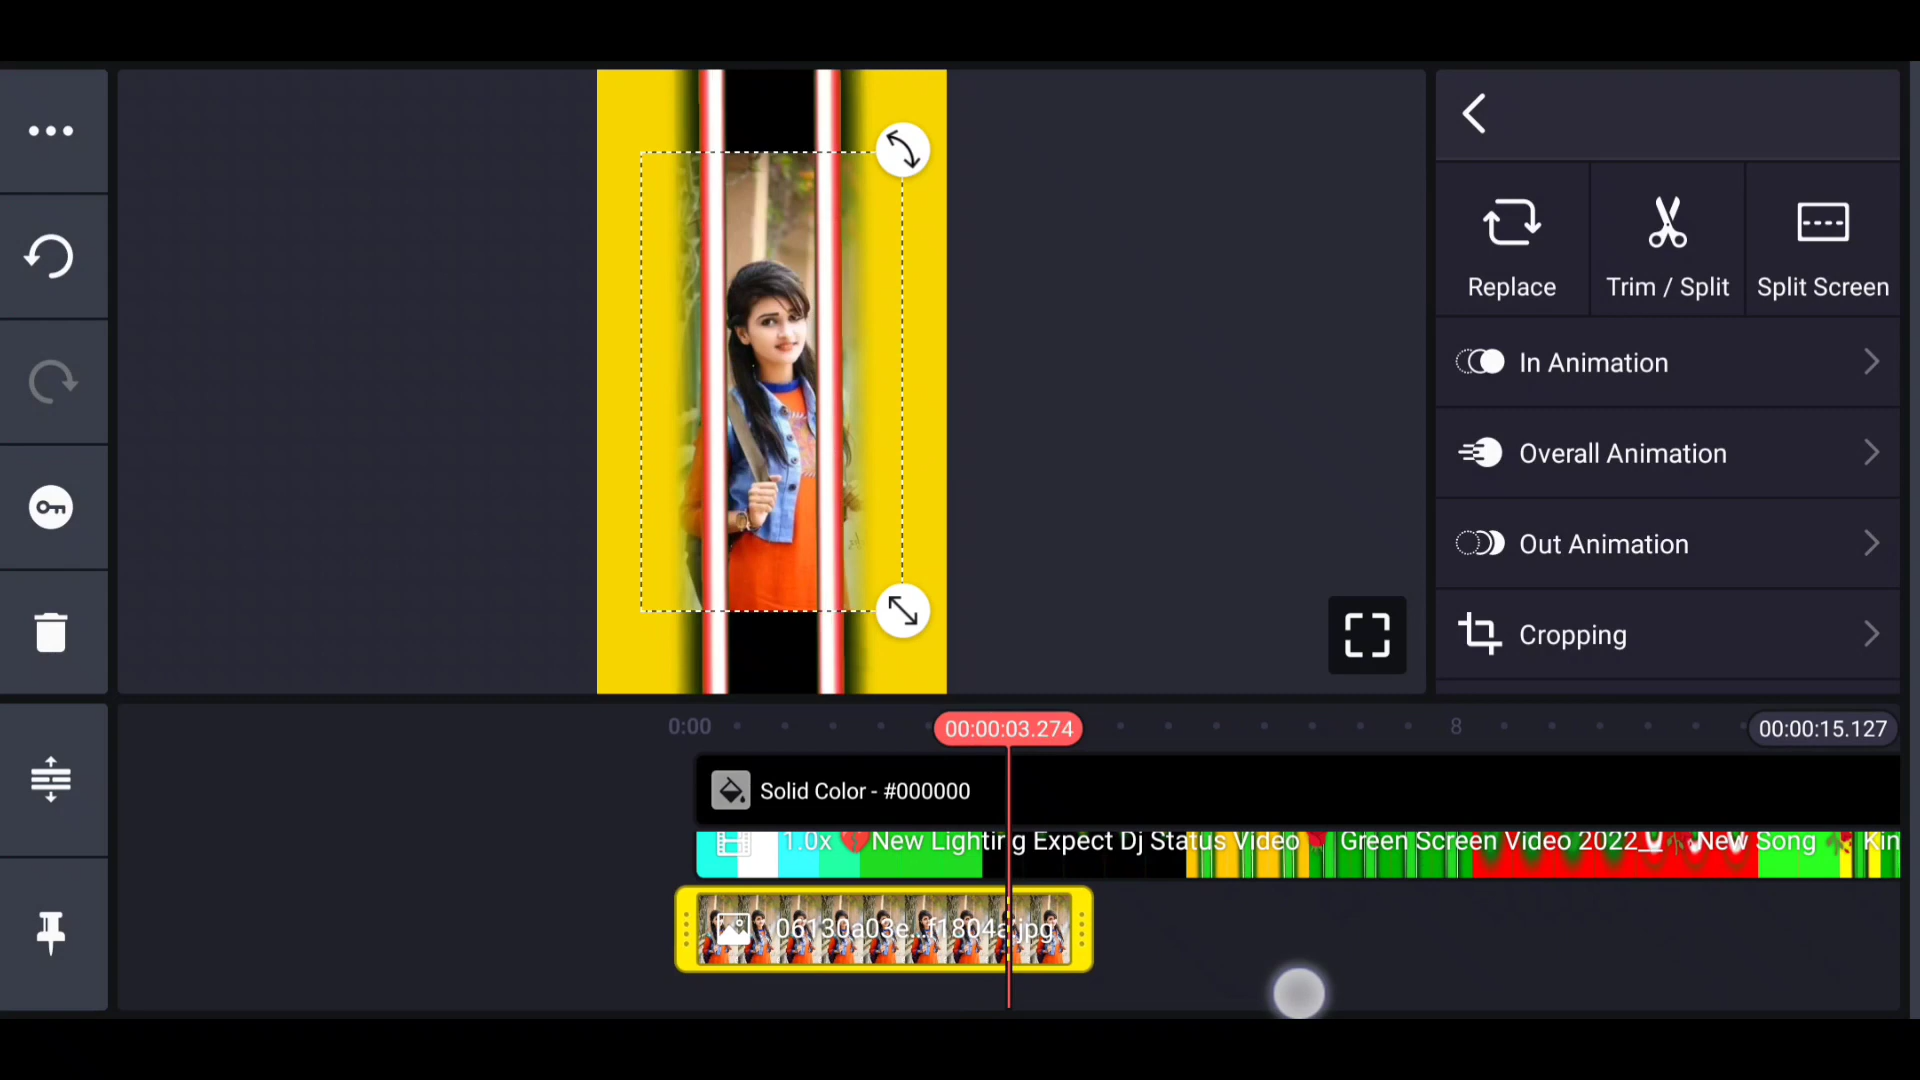 Replace
Trim / Split
Split Screen
In Animation
Overall Animation
Out Animation
Cropping
0:00
00:00:03.274
8
00:00:15.127
Solid Color - #000000
1.0x 💔New Lighting Expect Dj Status Video🌹 Green Screen Video 2022_ New Song Kin
06130a03e...f1804a.jpg